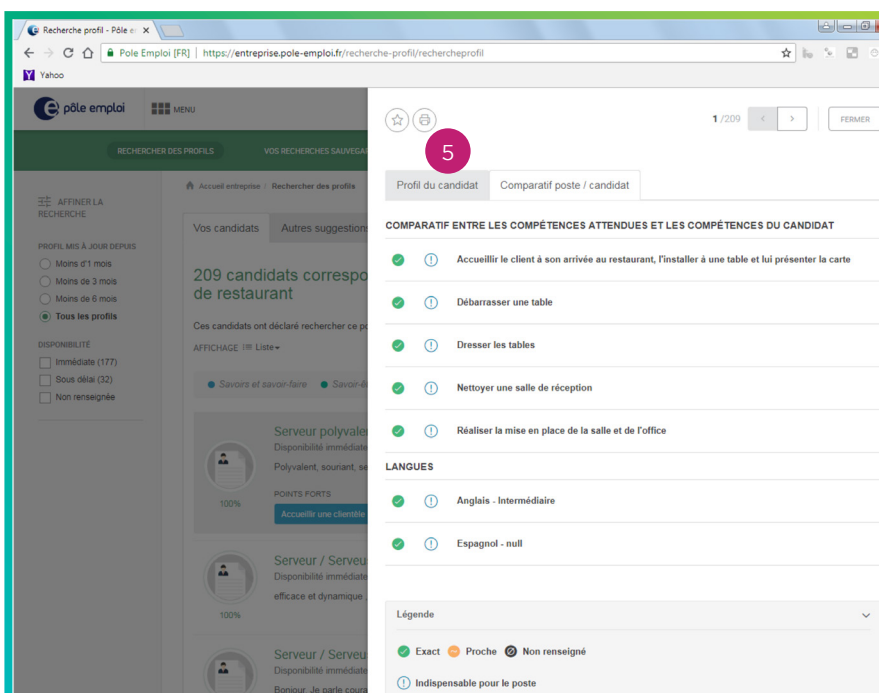 Recherche profil - Pôle e
Pole Emploi [FR] | https://entreprise.pole-emploi.fr/recherche-profil/rechercheprofil
Yahoo
pôle emploi
MENU
RECHERCHER DES PROFILS
VOS RECHERCHES SAUVEGAR
AFFINER LA
RECHERCHE
PROFIL MIS À JOUR DEPUIS
Moins d'1 mois
Moins de 3 mois
Moins de 6 mois
Tous les profils
DISPONIBILITÉ
Immédiate (177)
Sous délai (32)
Non renseignée
Accueil entreprise
Rechercher des profils
Vos candidats
Autres suggestions
209 candidats correspo
de restaurant
Ces candidats ont déclaré rechercher ce po
AFFICHAGE Liste
Savoirs et savoir-faire
Savoir-êt
Serveur polyvale
Disponibilité immédiate
Polyvalent, souriant, se
POINTS FORTS
Accueillir une clientèle
100%
Serveur / Serveu
Disponibilité immédiate
efficace et dynamique
100%
Serveur / Serveu
Disponibilité immédiate
Bonjour, Je parle coura
1 /209
FERMER
5
Profil du candidat
Comparatif poste / candidat
COMPARATIF ENTRE LES COMPÉTENCES ATTENDUES ET LES COMPÉTENCES DU CANDIDAT
Accueillir le client à son arrivée au restaurant, l'installer à une table et lui présenter la carte
Débarrasser une table
Dresser les tables
Nettoyer une salle de réception
Réaliser la mise en place de la salle et de l'office
LANGUES
Anglais - Intermédiaire
Espagnol - null
Légende
Exact
Proche
Non renseigné
Indispensable pour le poste